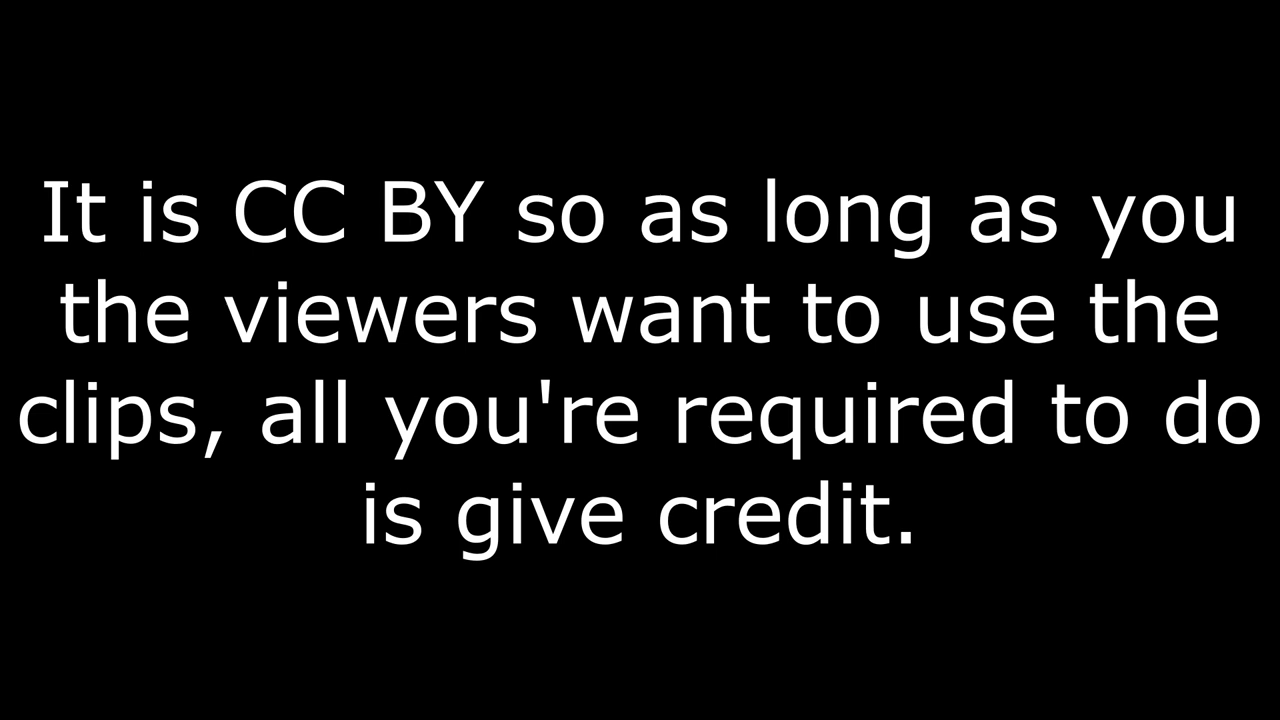 It is CC BY so as long as you
the viewers want to use the
clips, all you're required to do
is give credit.